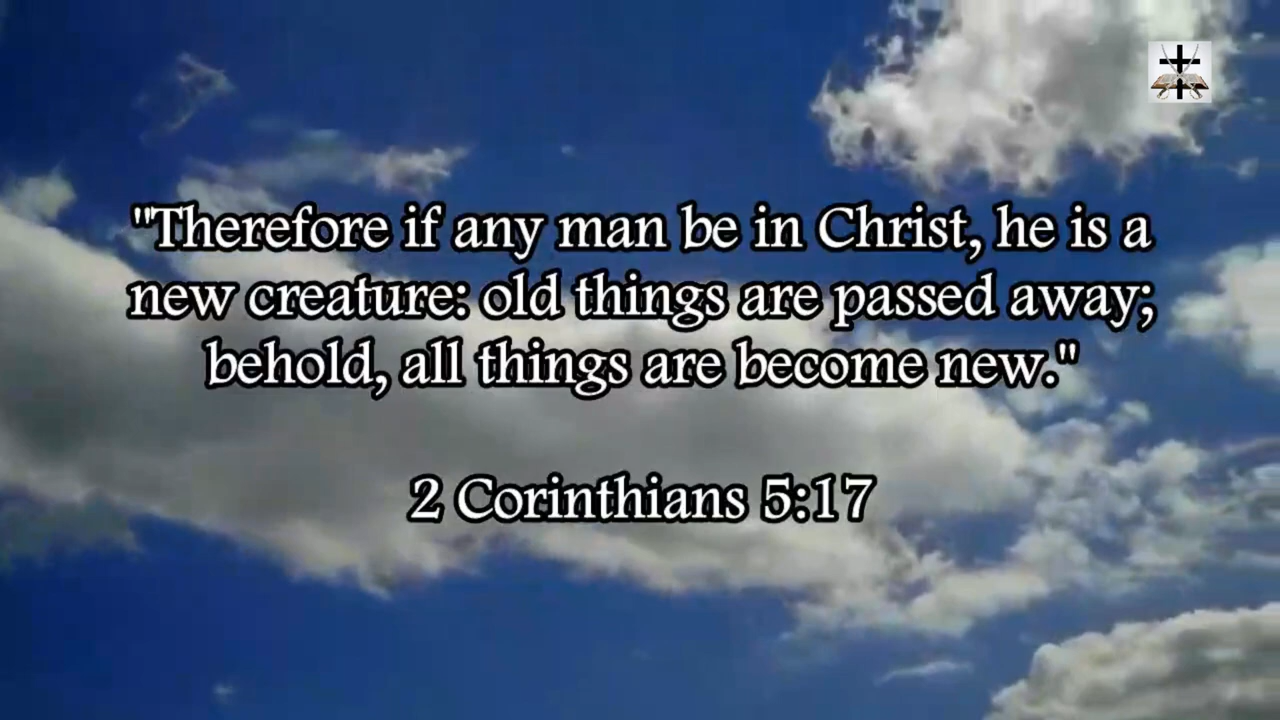 "Therefore if any man be in Christ, he is a
new creature: old things are passed away;
behold, all things are become new."
2 Corinthians 5:17